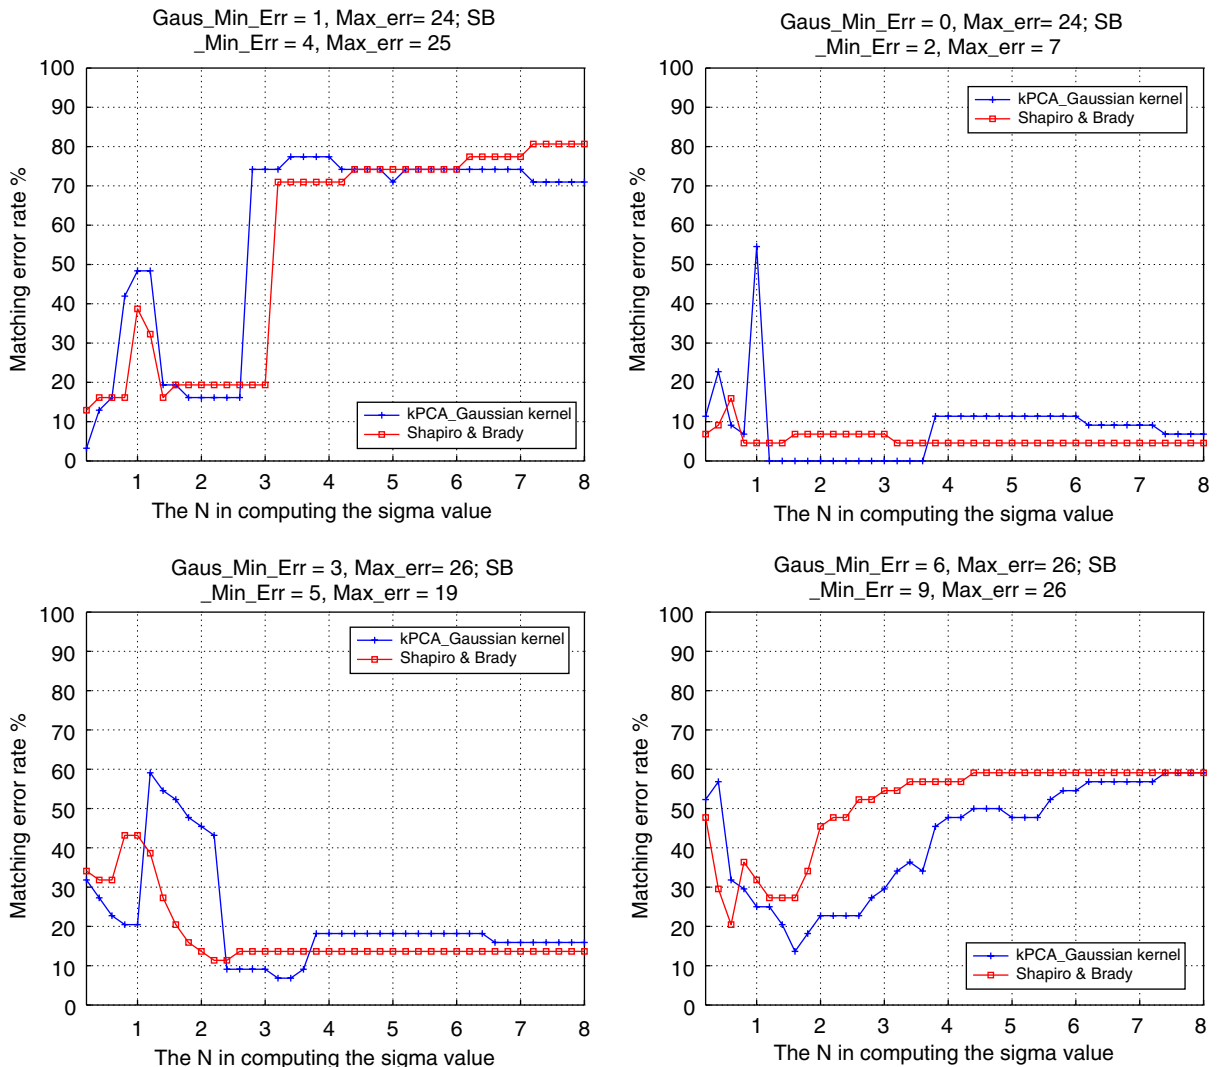 Gaus_Min_Err = 1, Max_err= 24; SB
_Min_Err = 4, Max_err = 25
100
90
80
70
60
50
40
30
20
10
0
Matching error rate %
kPCA_Gaussian kernel
Shapiro & Brady
1 2 3 4 5 6 7 8
The N in computing the sigma value
Gaus_Min_Err = 0, Max_err= 24; SB
_Min_Err = 2, Max_err = 7
100
90
80
70
60
50
40
30
20
10
0
Matching error rate %
kPCA_Gaussian kernel
Shapiro & Brady
1 2 3 4 5 6 7 8
The N in computing the sigma value
Gaus_Min_Err = 3, Max_err= 26; SB
_Min_Err = 5, Max_err = 19
100
90
80
70
60
50
40
30
20
10
0
Matching error rate %
kPCA_Gaussian kernel
Shapiro & Brady
1 2 3 4 5 6 7 8
The N in computing the sigma value
Gaus_Min_Err = 6, Max_err= 26; SB
_Min_Err = 9, Max_err = 26
100
90
80
70
60
50
40
30
20
10
0
Matching error rate %
kPCA_Gaussian kernel
Shapiro & Brady
1 2 3 4 5 6 7 8
The N in computing the sigma value